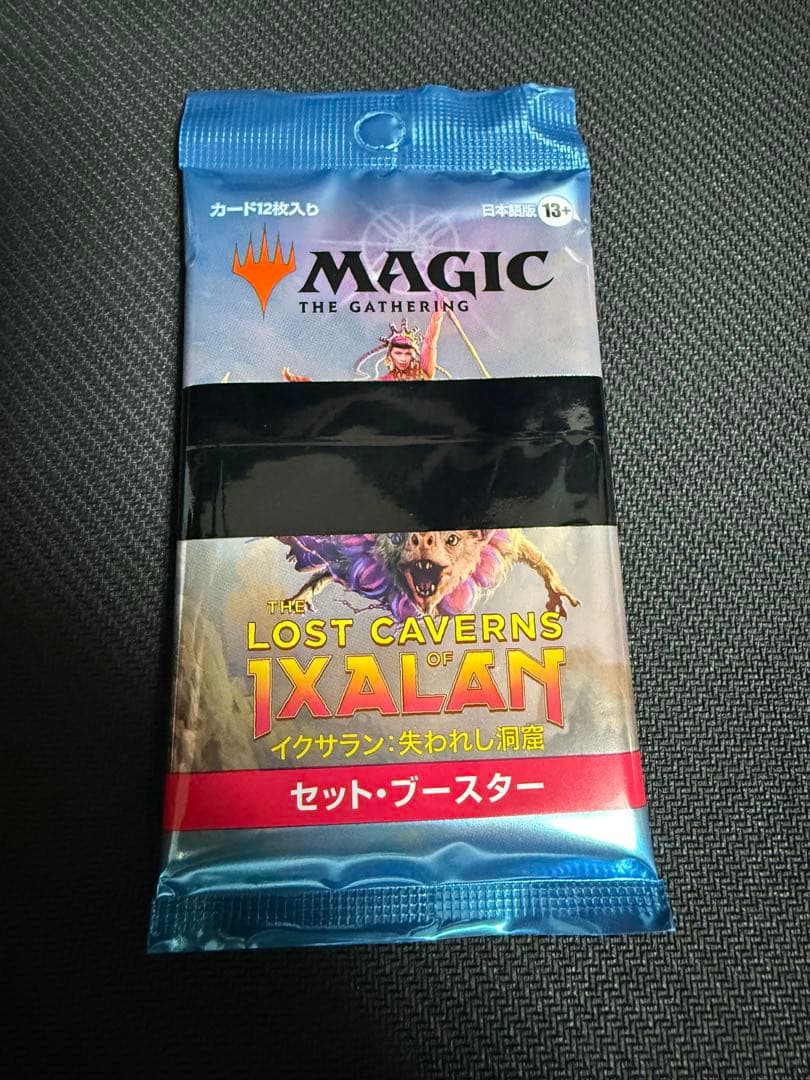 カード12枚入り
日本語版 13+
MAGIC
THE GATHERING
THE
LOST CAVERNS
OF
IXALAN
イクサラン:失われし洞窟
セット・ブースター